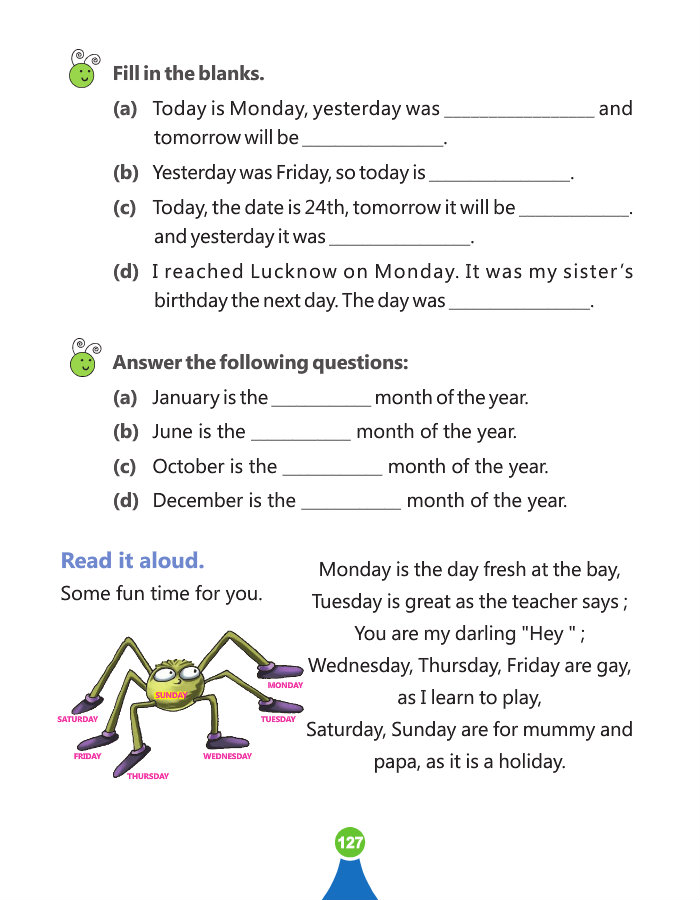 Fill in the blanks.
(a) Today is Monday, yesterday was _________________ and
tomorrow will be ________________.
(b) Yesterday was Friday, so today is ________________.
(c) Today, the date is 24th, tomorrow it will be ____________.
and yesterday it was ________________.
(d) I reached Lucknow on Monday. It was my sister's
birthday the next day. The day was ________________.
Answer the following questions:
(a) January is the ___________ month of the year.
(b) June is the ___________ month of the year.
(c) October is the ___________ month of the year.
(d) December is the ___________ month of the year.
Read it aloud.
Some fun time for you.
SUNDAY
MONDAY
TUESDAY
WEDNESDAY
THURSDAY
FRIDAY
SATURDAY
Monday is the day fresh at the bay,
Tuesday is great as the teacher says ;
You are my darling "Hey " ;
Wednesday, Thursday, Friday are gay,
as I learn to play,
Saturday, Sunday are for mummy and
papa, as it is a holiday.
127